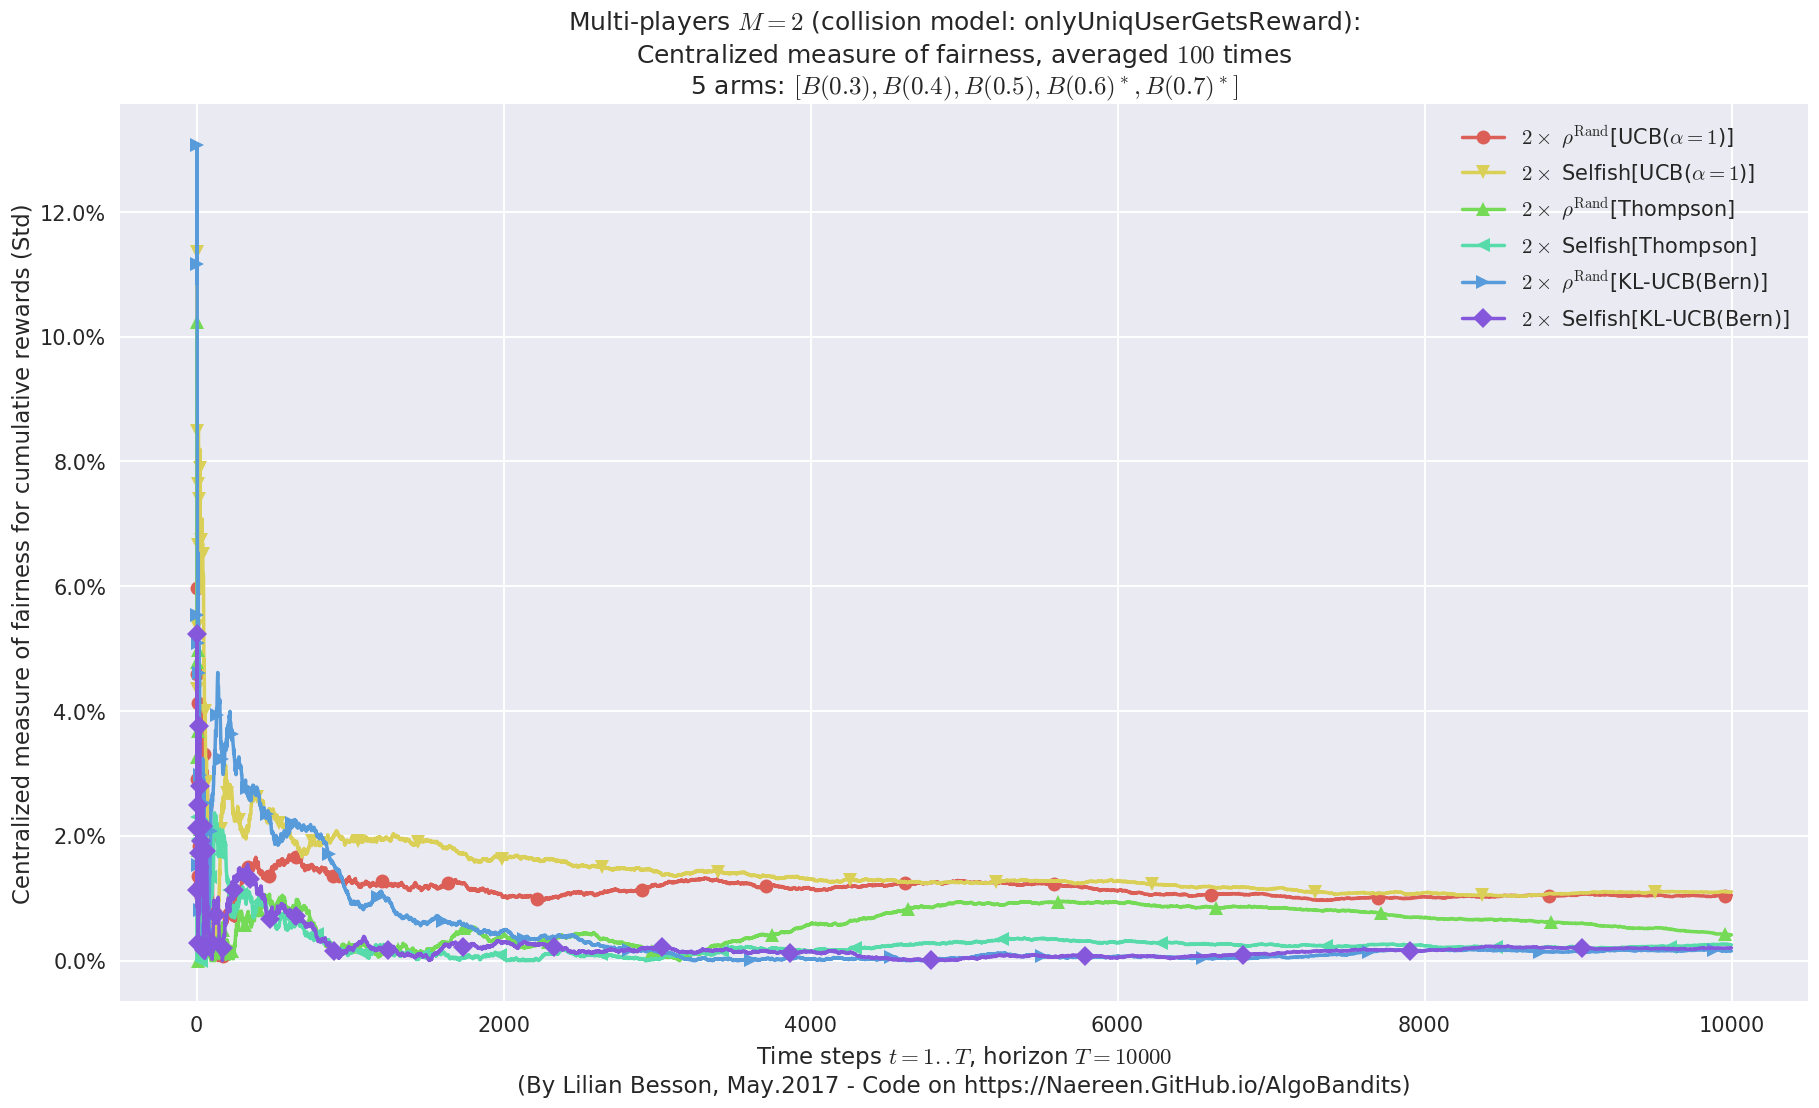 Multi-players M = 2 (collision model: onlyUniqUserGetsReward):
Centralized measure of fairness, averaged 100 times
5 arms: [B(0.3), B(0.4), B(0.5), B(0.6)*, B(0.7)*]
2× ρRand[UCB(α = 1)]
2× Selfish[UCB(α = 1)]
2× ρRand[Thompson]
2× Selfish[Thompson]
2× ρRand[KL-UCB(Bern)]
2× Selfish[KL-UCB(Bern)]
Centralized measure of fairness for cumulative rewards (Std)
12.0%
10.0%
8.0%
6.0%
4.0%
2.0%
0.0%
0 2000 4000 6000 8000 10000
Time steps t = 1..T, horizon T = 10000
(By Lilian Besson, May.2017 - Code on https://Naereen.GitHub.io/AlgoBandits)